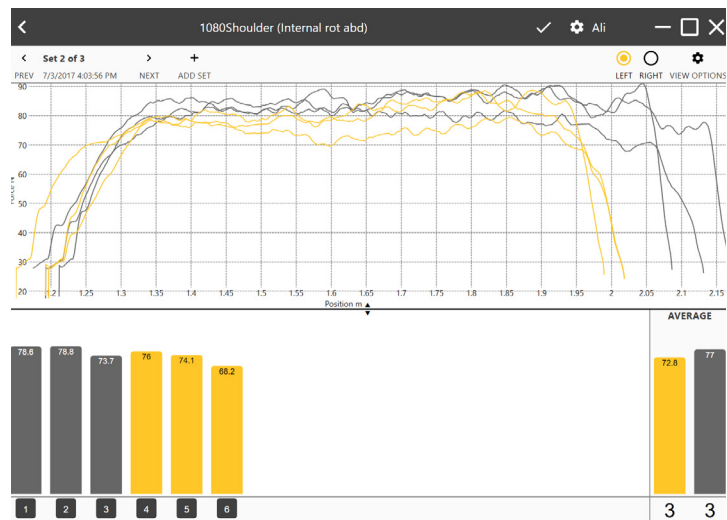 1080Shoulder (Internal rot abd)
Ali
Set 2 of 3
PREV 7/3/2017 4:03:56 PM NEXT ADD SET
LEFT RIGHT VIEW OPTIONS
90
80
70
60
50
40
30
20
1.2 1.25 1.3 1.35 1.4 1.45 1.5 1.55 1.6 1.65 1.7 1.75 1.8 1.85 1.9 1.95 2 2.05 2.1 2.15
Position m
AVERAGE
78.8 78.8 73.7 76 74.1 68.2 72.8 77
1 2 3 4 5 6 3 3